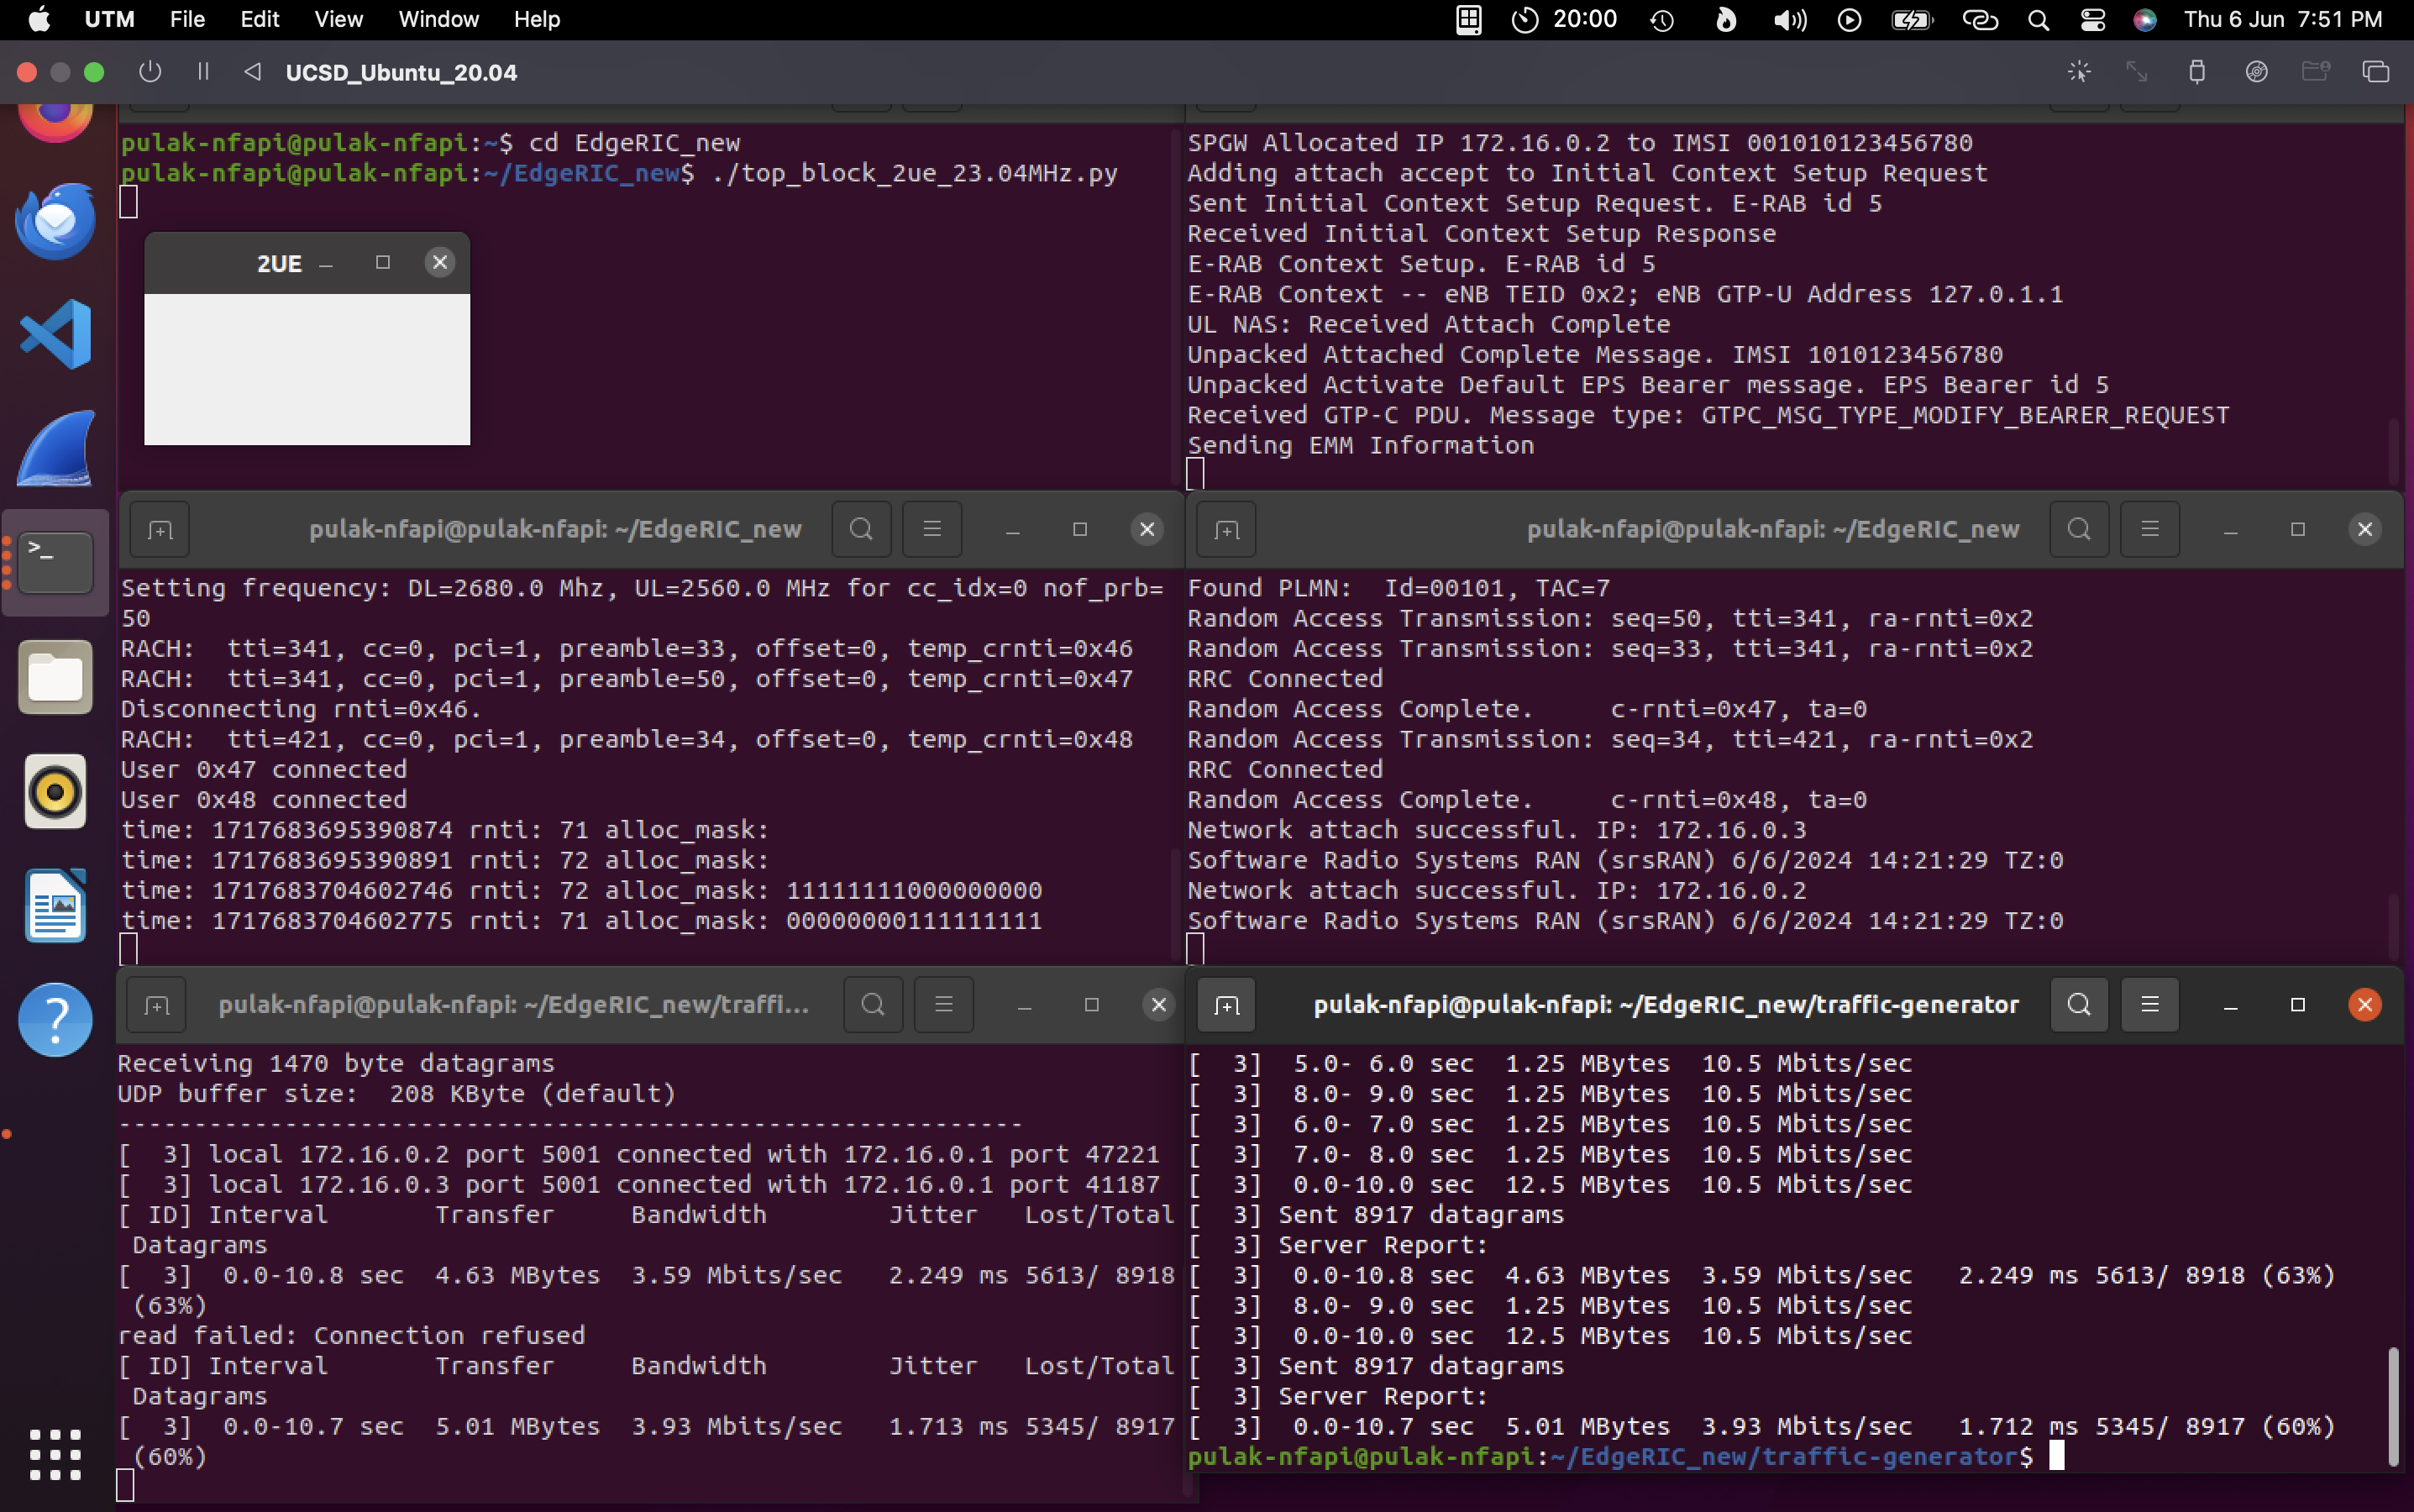 UTM File Edit View Window Help 20:00 Thu 6 Jun 7:51 PM
UCSD_Ubuntu_20.04
pulak-nfapi@pulak-nfapi:~$ cd EdgeRIC_new
pulak-nfapi@pulak-nfapi:~/EdgeRIC_new$ ./top_block_2ue_23.04MHz.py
2UE
SPGW Allocated IP 172.16.0.2 to IMSI 001010123456780
Adding attach accept to Initial Context Setup Request
Sent Initial Context Setup Request. E-RAB id 5
Received Initial Context Setup Response
E-RAB Context Setup. E-RAB id 5
E-RAB Context -- eNB TEID 0x2; eNB GTP-U Address 127.0.1.1
UL NAS: Received Attach Complete
Unpacked Attached Complete Message. IMSI 1010123456780
Unpacked Activate Default EPS Bearer message. EPS Bearer id 5
Received GTP-C PDU. Message type: GTPC_MSG_TYPE_MODIFY_BEARER_REQUEST
Sending EMM Information
pulak-nfapi@pulak-nfapi: ~/EdgeRIC_new
Setting frequency: DL=2680.0 Mhz, UL=2560.0 MHz for cc_idx=0 nof_prb=
50
RACH:  tti=341, cc=0, pci=1, preamble=33, offset=0, temp_crnti=0x46
RACH:  tti=341, cc=0, pci=1, preamble=50, offset=0, temp_crnti=0x47
Disconnecting rnti=0x46.
RACH:  tti=421, cc=0, pci=1, preamble=34, offset=0, temp_crnti=0x48
User 0x47 connected
User 0x48 connected
time: 1717683695390874 rnti: 71 alloc_mask:
time: 1717683695390891 rnti: 72 alloc_mask:
time: 1717683704602746 rnti: 72 alloc_mask: 11111111000000000
time: 1717683704602775 rnti: 71 alloc_mask: 00000000111111111
pulak-nfapi@pulak-nfapi: ~/EdgeRIC_new
Found PLMN:  Id=00101, TAC=7
Random Access Transmission: seq=50, tti=341, ra-rnti=0x2
Random Access Transmission: seq=33, tti=341, ra-rnti=0x2
RRC Connected
Random Access Complete.     c-rnti=0x47, ta=0
Random Access Transmission: seq=34, tti=421, ra-rnti=0x2
RRC Connected
Random Access Complete.     c-rnti=0x48, ta=0
Network attach successful. IP: 172.16.0.3
Software Radio Systems RAN (srsRAN) 6/6/2024 14:21:29 TZ:0
Network attach successful. IP: 172.16.0.2
Software Radio Systems RAN (srsRAN) 6/6/2024 14:21:29 TZ:0
pulak-nfapi@pulak-nfapi: ~/EdgeRIC_new/traffi...
Receiving 1470 byte datagrams
UDP buffer size:  208 KByte (default)
------------------------------------------------------------
[  3] local 172.16.0.2 port 5001 connected with 172.16.0.1 port 47221
[  3] local 172.16.0.3 port 5001 connected with 172.16.0.1 port 41187
[ ID] Interval       Transfer     Bandwidth        Jitter   Lost/Total
 Datagrams
[  3]  0.0-10.8 sec  4.63 MBytes  3.59 Mbits/sec   2.249 ms 5613/ 8918
 (63%)
read failed: Connection refused
[ ID] Interval       Transfer     Bandwidth        Jitter   Lost/Total
 Datagrams
[  3]  0.0-10.7 sec  5.01 MBytes  3.93 Mbits/sec   1.713 ms 5345/ 8917
 (60%)
pulak-nfapi@pulak-nfapi: ~/EdgeRIC_new/traffic-generator
[  3]  5.0- 6.0 sec  1.25 MBytes  10.5 Mbits/sec
[  3]  8.0- 9.0 sec  1.25 MBytes  10.5 Mbits/sec
[  3]  6.0- 7.0 sec  1.25 MBytes  10.5 Mbits/sec
[  3]  7.0- 8.0 sec  1.25 MBytes  10.5 Mbits/sec
[  3]  0.0-10.0 sec  12.5 MBytes  10.5 Mbits/sec
[  3] Sent 8917 datagrams
[  3] Server Report:
[  3]  0.0-10.8 sec  4.63 MBytes  3.59 Mbits/sec   2.249 ms 5613/ 8918 (63%)
[  3]  8.0- 9.0 sec  1.25 MBytes  10.5 Mbits/sec
[  3]  0.0-10.0 sec  12.5 MBytes  10.5 Mbits/sec
[  3] Sent 8917 datagrams
[  3] Server Report:
[  3]  0.0-10.7 sec  5.01 MBytes  3.93 Mbits/sec   1.712 ms 5345/ 8917 (60%)
pulak-nfapi@pulak-nfapi:~/EdgeRIC_new/traffic-generator$